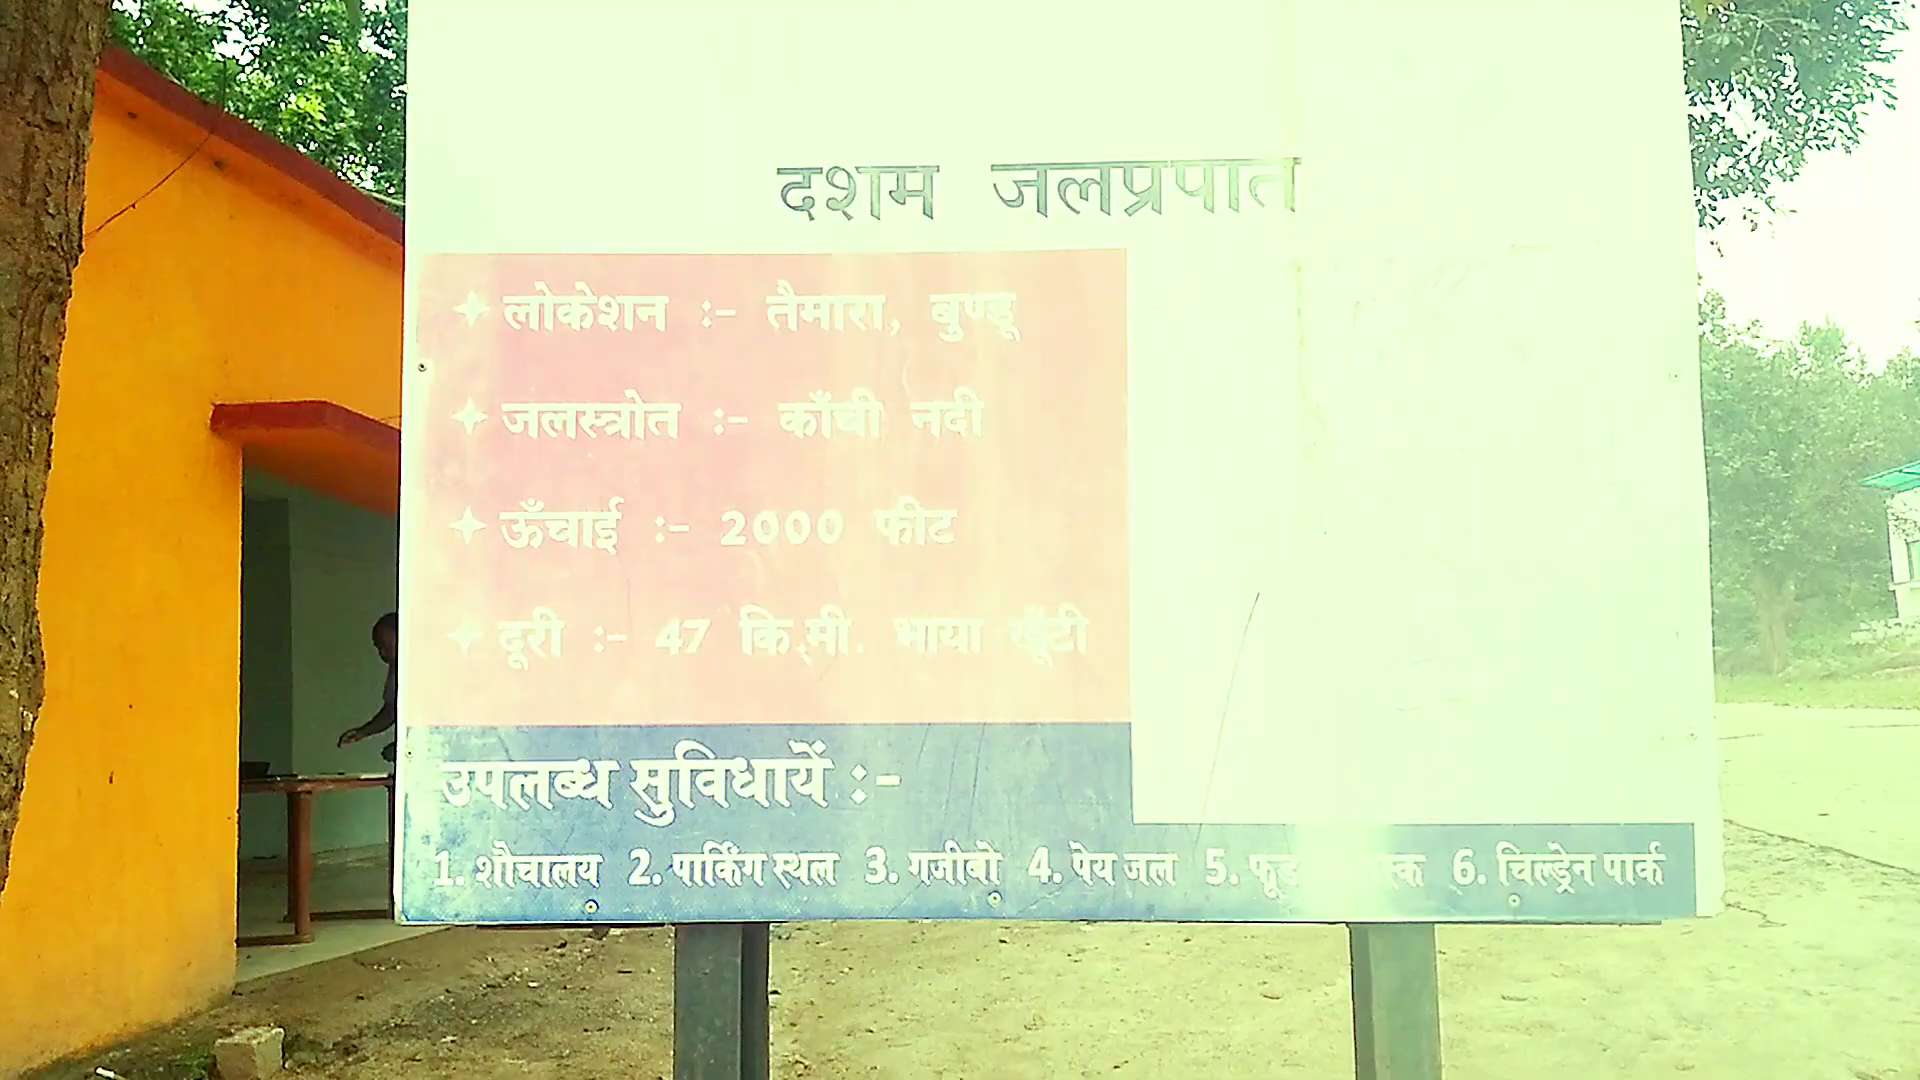 दशम जलप्रपात
लोकेशन :- तैमारा, बुण्डू
जलस्त्रोत :- काँची नदी
ऊँचाई :- 2000 फीट
दूरी :- 47 कि.मी. भाया खूँटी
उपलब्ध सुविधायें :-
1. शौचालय 2. पार्किंग स्थल 3. गजीबो 4. पेय जल 5. 6. चिल्ड्रेन पार्क